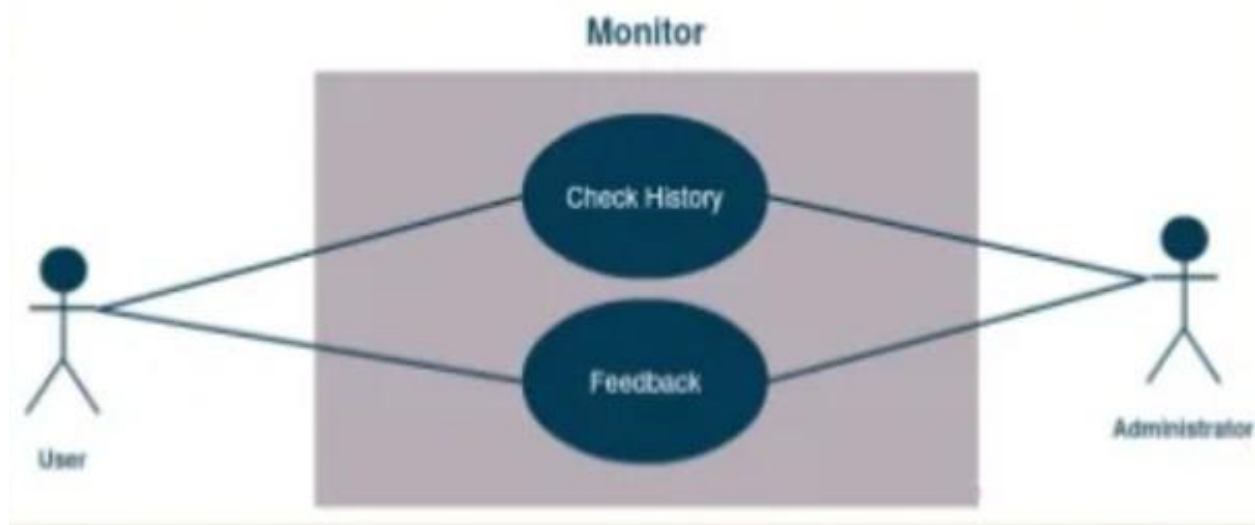 Monitor
Check History
Feedback
User
Administrator